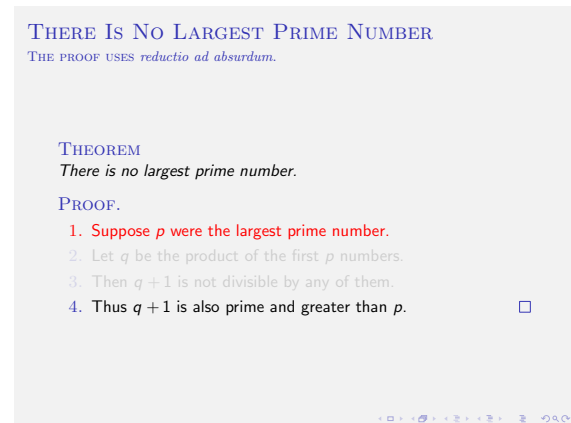 There Is No Largest Prime Number
The proof uses reductio ad absurdum.
Theorem
There is no largest prime number.
Proof.
1. Suppose p were the largest prime number.
2. Let q be the product of the first p numbers.
3. Then q + 1 is not divisible by any of them.
4. Thus q + 1 is also prime and greater than p.